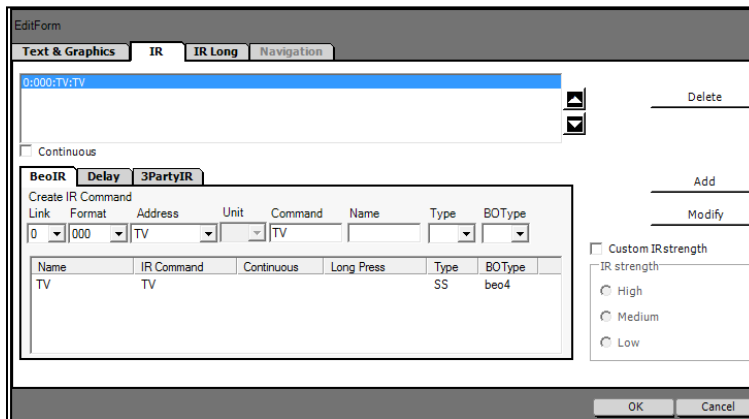 EditForm
Text & Graphics IR IR Long Navigation
0:000:TV:TV
Delete
Continuous
BeoIR Delay 3PartyIR
Add
Create IR Command
Link Format Address Unit Command Name Type BOType
Modify
0 000 TV TV
Custom IRstrength
Name IR Command Continuous Long Press Type BOType
IR strength
TV TV SS beo4
High
Medium
Low
OK Cancel